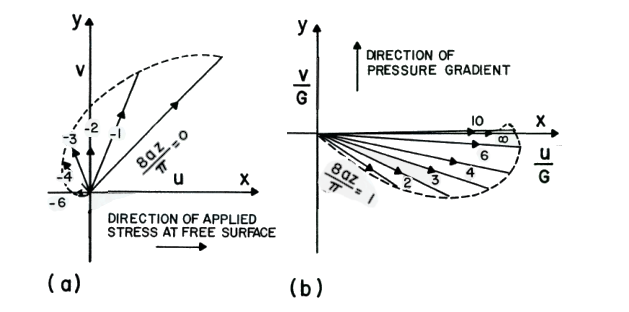 y
v
-3
-2
-1
-4
-6
8az/π = 0
u
x
DIRECTION OF APPLIED
STRESS AT FREE SURFACE
(a)
y
DIRECTION OF
PRESSURE GRADIENT
v/G
10
x
8
6
4
3
2
8az/π = 1
u/G
(b)